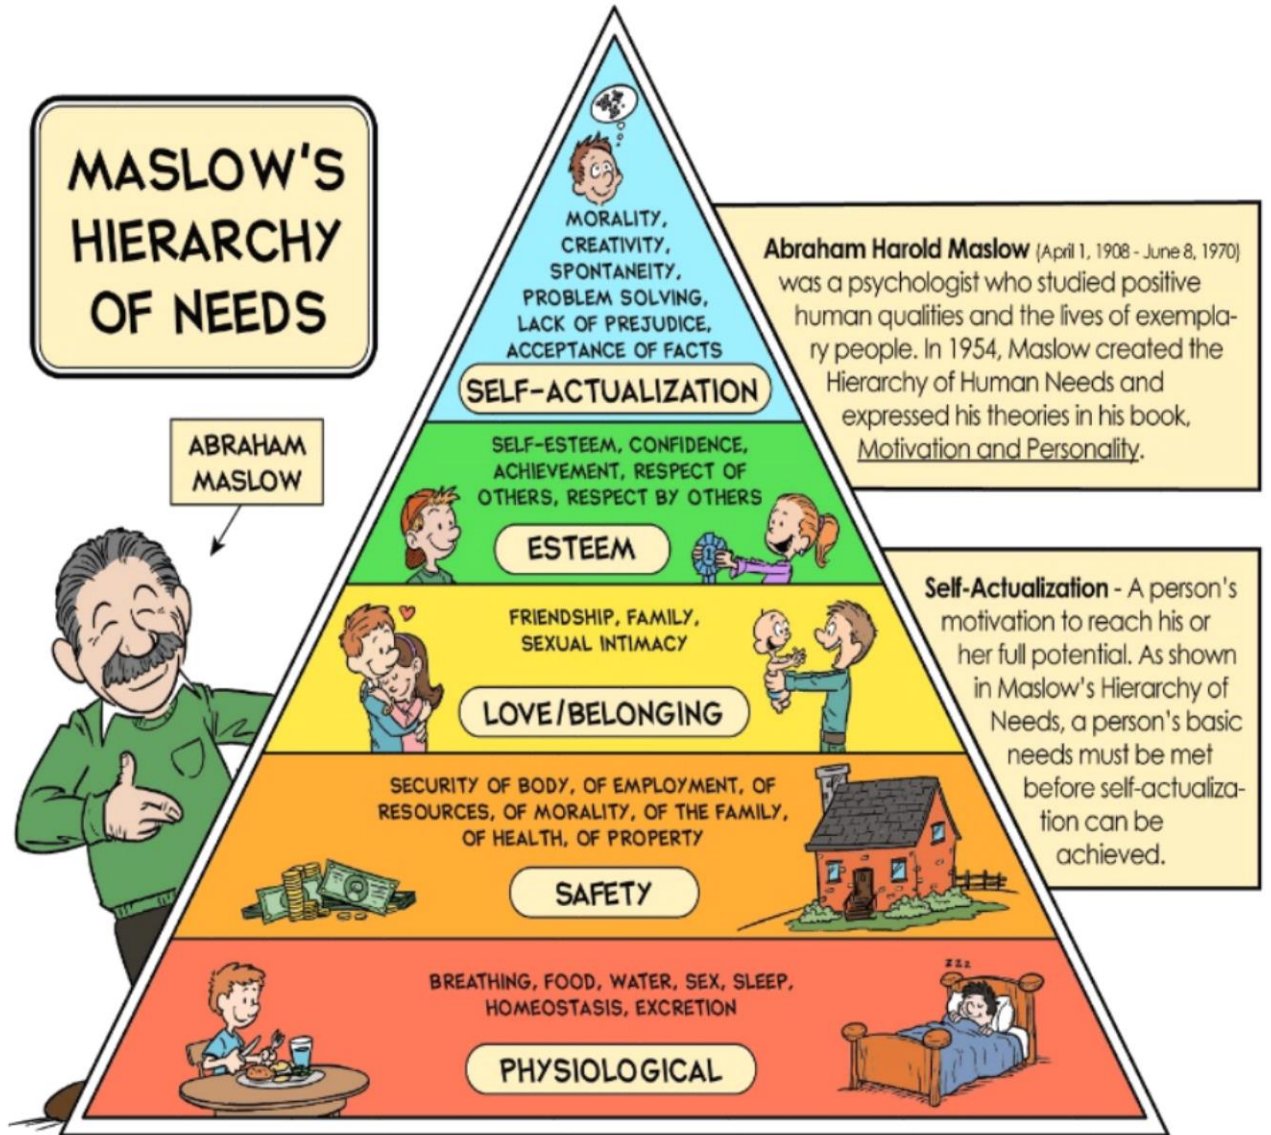 MASLOW'S
HIERARCHY
OF NEEDS
ABRAHAM
MASLOW
MORALITY,
CREATIVITY,
SPONTANEITY,
PROBLEM SOLVING,
LACK OF PREJUDICE,
ACCEPTANCE OF FACTS
SELF-ACTUALIZATION
SELF-ESTEEM, CONFIDENCE,
ACHIEVEMENT, RESPECT OF
OTHERS, RESPECT BY OTHERS
ESTEEM
1
FRIENDSHIP, FAMILY,
SEXUAL INTIMACY
LOVE/BELONGING
SECURITY OF BODY, OF EMPLOYMENT, OF
RESOURCES, OF MORALITY, OF THE FAMILY,
OF HEALTH, OF PROPERTY
SAFETY
BREATHING, FOOD, WATER, SEX, SLEEP,
HOMEOSTASIS, EXCRETION
zzz
PHYSIOLOGICAL
Abraham Harold Maslow (April 1, 1908 - June 8, 1970)
was a psychologist who studied positive
human qualities and the lives of exempla-
ry people. In 1954, Maslow created the
Hierarchy of Human Needs and
expressed his theories in his book,
Motivation and Personality.
Self-Actualization - A person's
motivation to reach his or
her full potential. As shown
in Maslow's Hierarchy of
Needs, a person's basic
needs must be met
before self-actualiza-
tion can be
achieved.